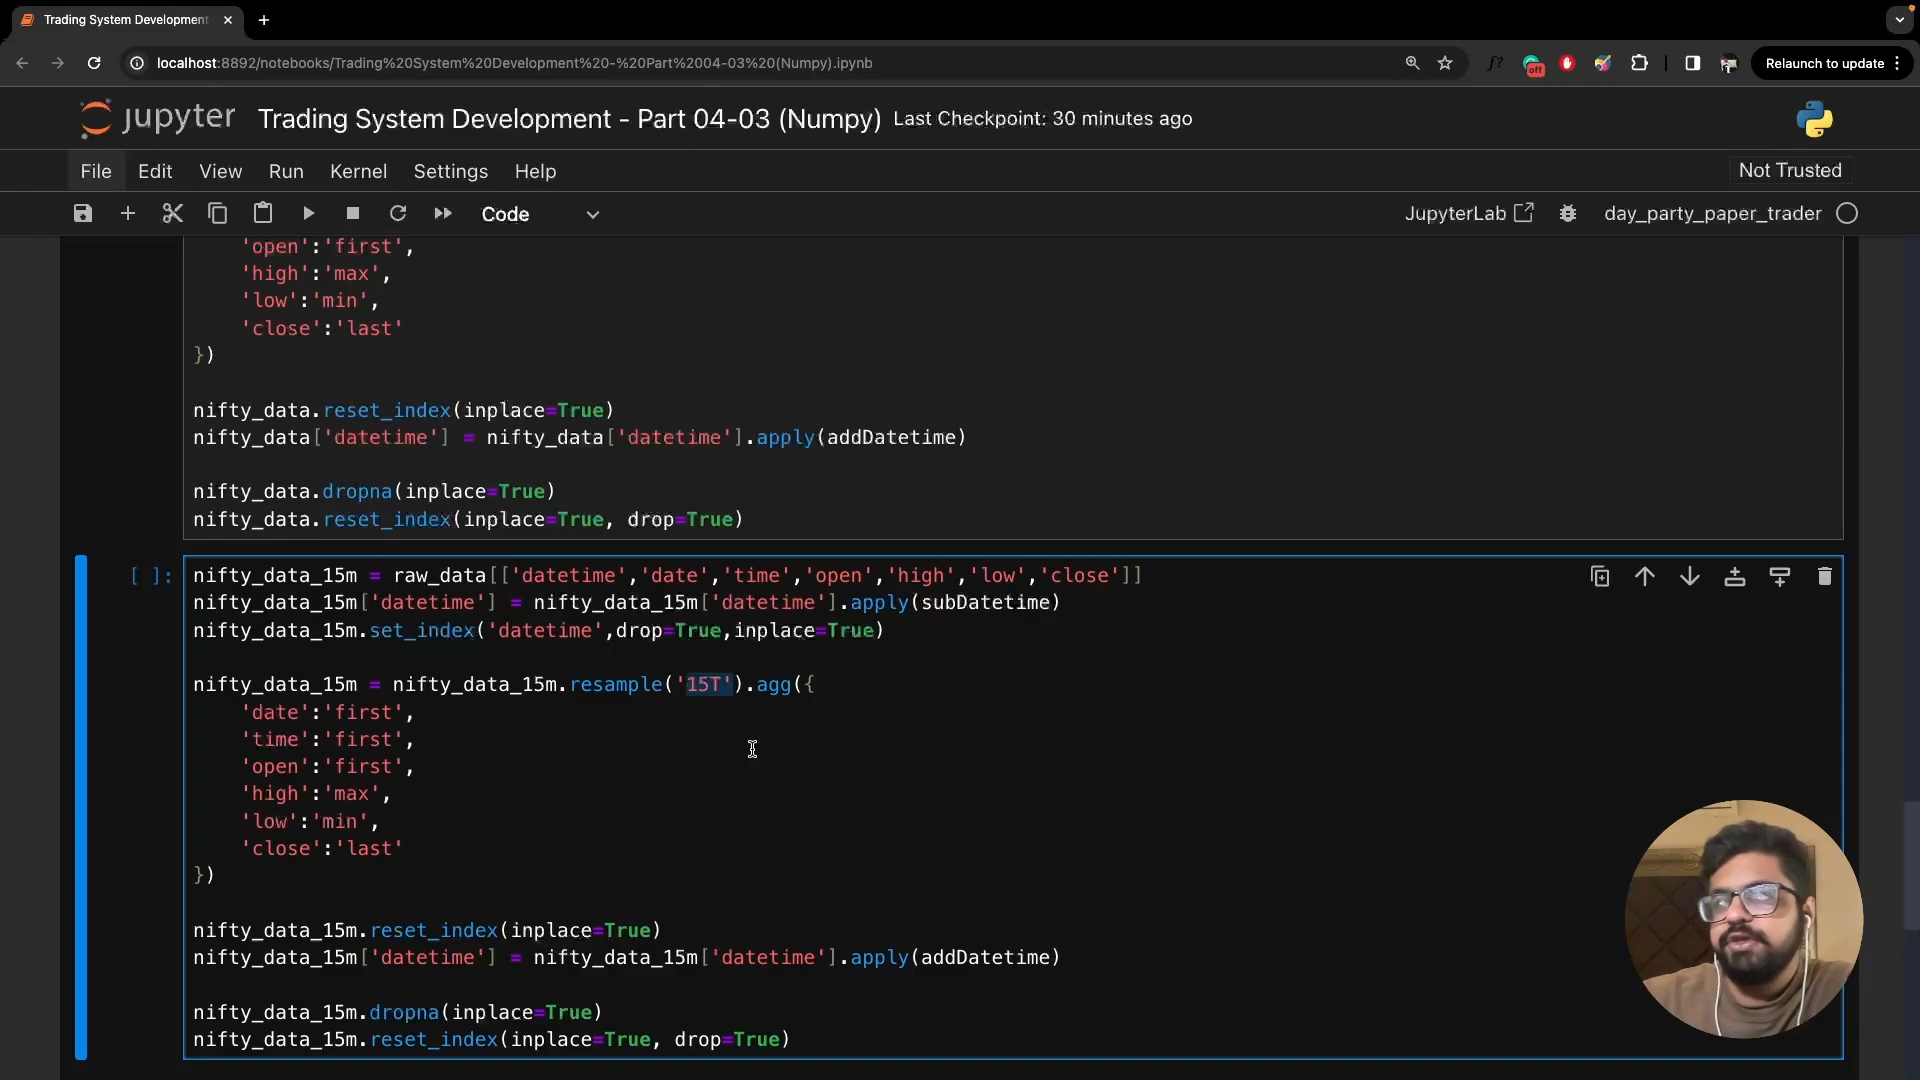 Trading System Development
localhost:8892/notebooks/Trading%20System%20Development%20-%20Part%2004-03%20(Numpy).ipynb
off
Relaunch to update
jupyter
Trading System Development - Part 04-03 (Numpy)
Last Checkpoint: 30 minutes ago
File Edit View Run Kernel Settings Help
Not Trusted
Code
JupyterLab
day_party_paper_trader
'open':'first',
'high':'max',
'low':'min',
'close':'last'
})
nifty_data.reset_index(inplace=True)
nifty_data['datetime'] = nifty_data['datetime'].apply(addDatetime)
nifty_data.dropna(inplace=True)
nifty_data.reset_index(inplace=True, drop=True)
[ ]:
nifty_data_15m = raw_data[['datetime','date','time','open','high','low','close']]
nifty_data_15m['datetime'] = nifty_data_15m['datetime'].apply(subDatetime)
nifty_data_15m.set_index('datetime',drop=True,inplace=True)
nifty_data_15m = nifty_data_15m.resample('15T').agg({
'date':'first',
'time':'first',
'open':'first',
'high':'max',
'low':'min',
'close':'last'
})
nifty_data_15m.reset_index(inplace=True)
nifty_data_15m['datetime'] = nifty_data_15m['datetime'].apply(addDatetime)
nifty_data_15m.dropna(inplace=True)
nifty_data_15m.reset_index(inplace=True, drop=True)